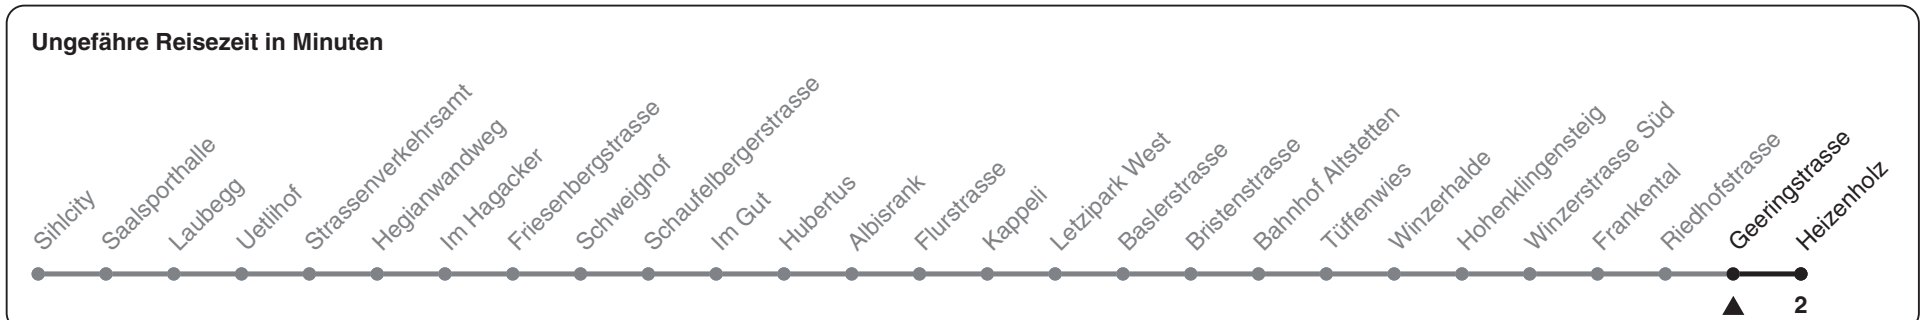 Ungefähre Reisezeit in Minuten
Sihlcity
Saalsporthalle
Laubegg
Uetlihof
Strassenverkehrsamt
Hegianwandweg
Im Hagacker
Friesenbergstrasse
Schweighof
Schaufelbergerstrasse
Im Gut
Hubertus
Albisrank
Flurstrasse
Kappeli
Letzipark West
Baslerstrasse
Bristenstrasse
Bahnhof Altstetten
Tüffenwies
Winzerhalde
Hohenklingensteig
Winzerstrasse Süd
Frankental
Riedhofstrasse
Geeringstrasse
Heizenholz
2